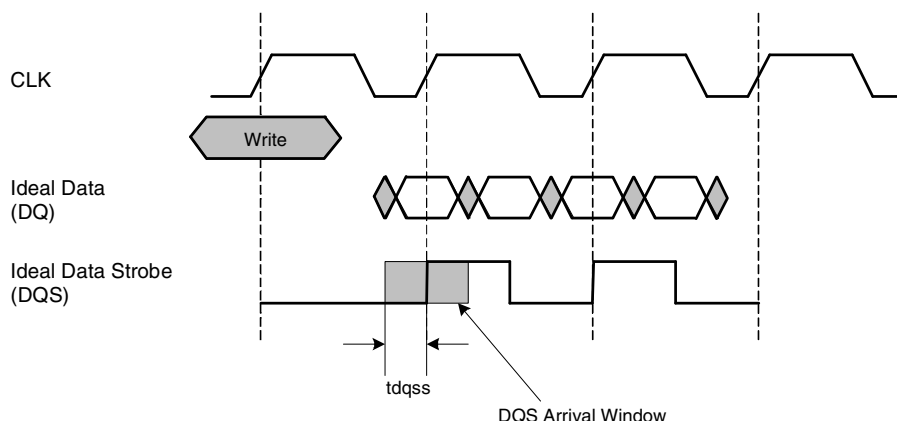 CLK
Write
Ideal Data
(DQ)
Ideal Data Strobe
(DQS)
tdqss
DQS Arrival Window